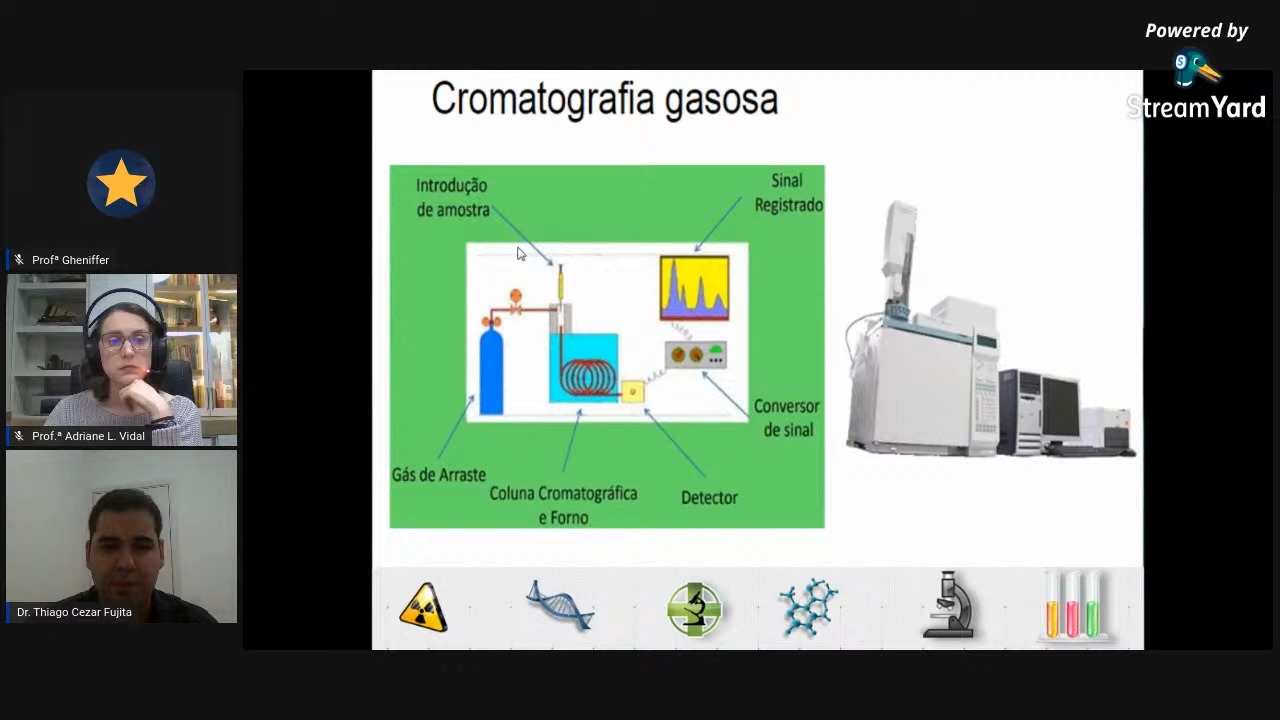 Powered by
StreamYard
Cromatografia gasosa
Introdução
de amostra
Sinal
Registrado
Conversor
de sinal
Gás de Arraste
Coluna Cromatográfica
e Forno
Detector
D
Profª Gheniffer
Prof.ª Adriane L. Vidal
Dr. Thiago Cezar Fujita